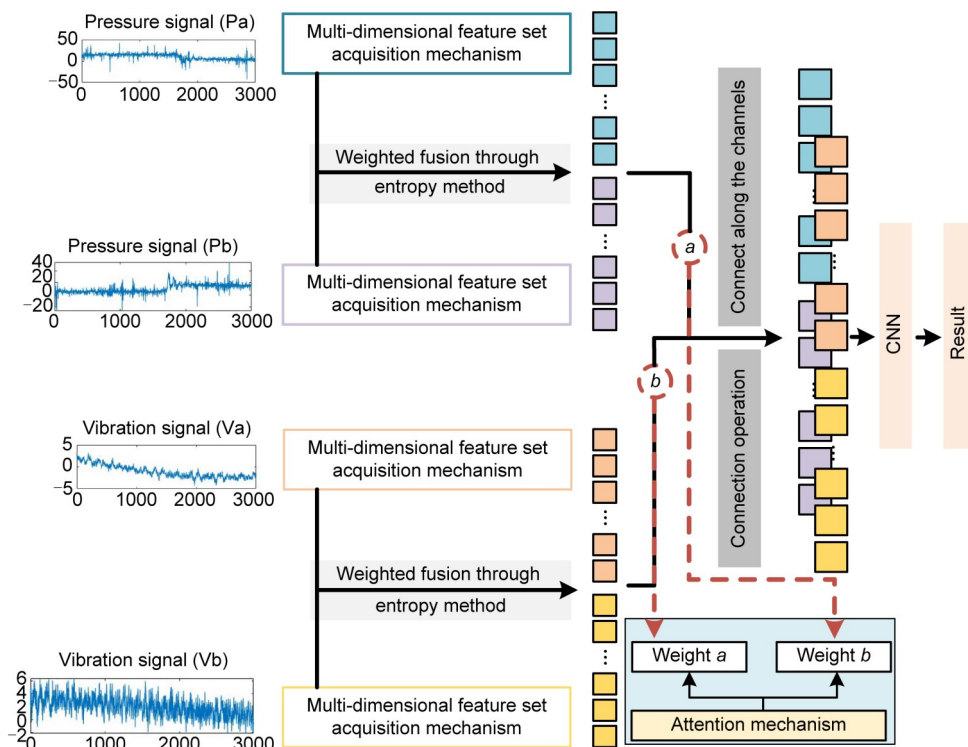 Pressure signal (Pa)
50
0
−50
0 1000 2000 3000
Multi-dimensional feature set
acquisition mechanism
Weighted fusion through
entropy method
Pressure signal (Pb)
40
20
0
−20
0 1000 2000 3000
Multi-dimensional feature set
acquisition mechanism
Vibration signal (Va)
5
0
−5
0 1000 2000 3000
Multi-dimensional feature set
acquisition mechanism
Weighted fusion through
entropy method
Vibration signal (Vb)
6
4
2
0
−2
0 1000 2000 3000
Multi-dimensional feature set
acquisition mechanism
a
b
Connect along the channels
Connection operation
CNN
Result
Weight a
Weight b
Attention mechanism